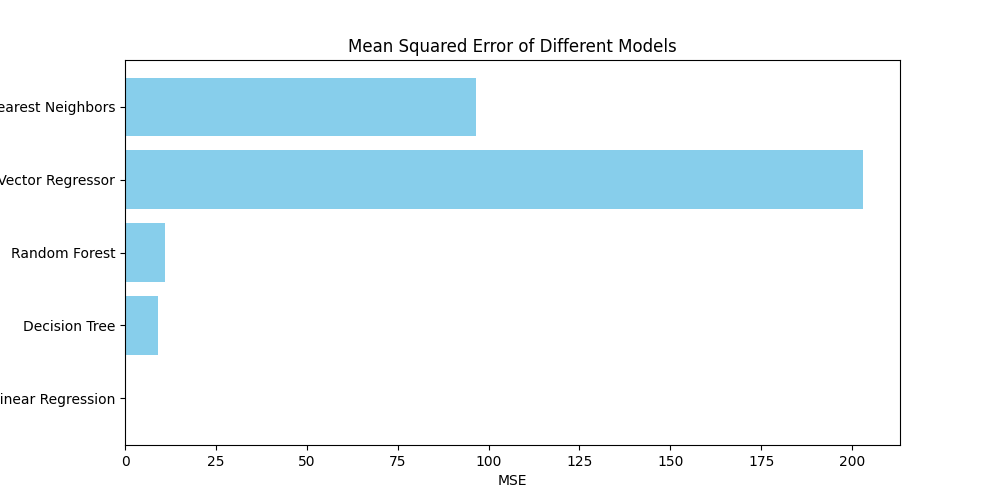 Mean Squared Error of Different Models
earest Neighbors
Vector Regressor
Random Forest
Decision Tree
inear Regression
0 25 50 75 100 125 150 175 200
MSE